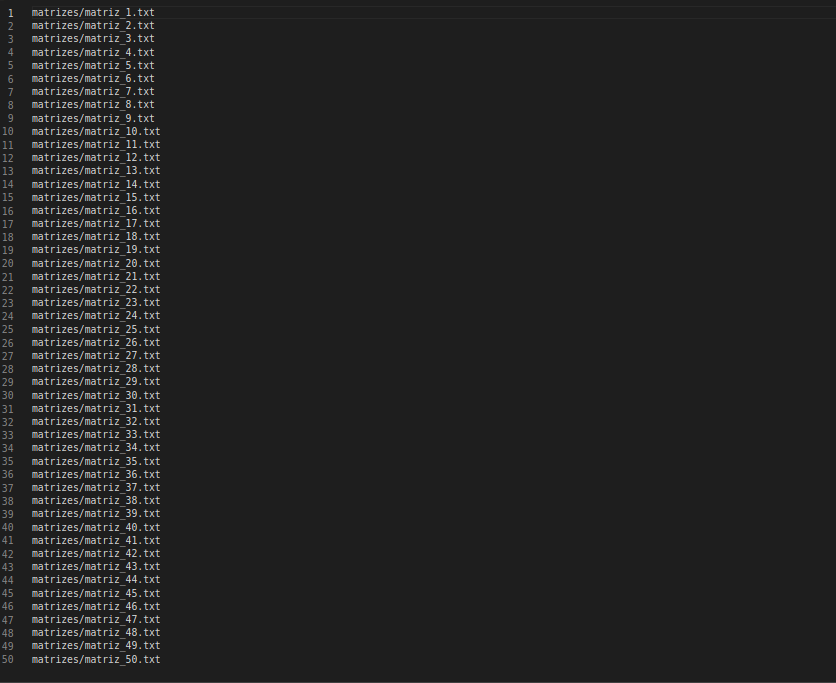 1 matrizes/matriz_1.txt
2 matrizes/matriz_2.txt
3 matrizes/matriz_3.txt
4 matrizes/matriz_4.txt
5 matrizes/matriz_5.txt
6 matrizes/matriz_6.txt
7 matrizes/matriz_7.txt
8 matrizes/matriz_8.txt
9 matrizes/matriz_9.txt
10 matrizes/matriz_10.txt
11 matrizes/matriz_11.txt
12 matrizes/matriz_12.txt
13 matrizes/matriz_13.txt
14 matrizes/matriz_14.txt
15 matrizes/matriz_15.txt
16 matrizes/matriz_16.txt
17 matrizes/matriz_17.txt
18 matrizes/matriz_18.txt
19 matrizes/matriz_19.txt
20 matrizes/matriz_20.txt
21 matrizes/matriz_21.txt
22 matrizes/matriz_22.txt
23 matrizes/matriz_23.txt
24 matrizes/matriz_24.txt
25 matrizes/matriz_25.txt
26 matrizes/matriz_26.txt
27 matrizes/matriz_27.txt
28 matrizes/matriz_28.txt
29 matrizes/matriz_29.txt
30 matrizes/matriz_30.txt
31 matrizes/matriz_31.txt
32 matrizes/matriz_32.txt
33 matrizes/matriz_33.txt
34 matrizes/matriz_34.txt
35 matrizes/matriz_35.txt
36 matrizes/matriz_36.txt
37 matrizes/matriz_37.txt
38 matrizes/matriz_38.txt
39 matrizes/matriz_39.txt
40 matrizes/matriz_40.txt
41 matrizes/matriz_41.txt
42 matrizes/matriz_42.txt
43 matrizes/matriz_43.txt
44 matrizes/matriz_44.txt
45 matrizes/matriz_45.txt
46 matrizes/matriz_46.txt
47 matrizes/matriz_47.txt
48 matrizes/matriz_48.txt
49 matrizes/matriz_49.txt
50 matrizes/matriz_50.txt